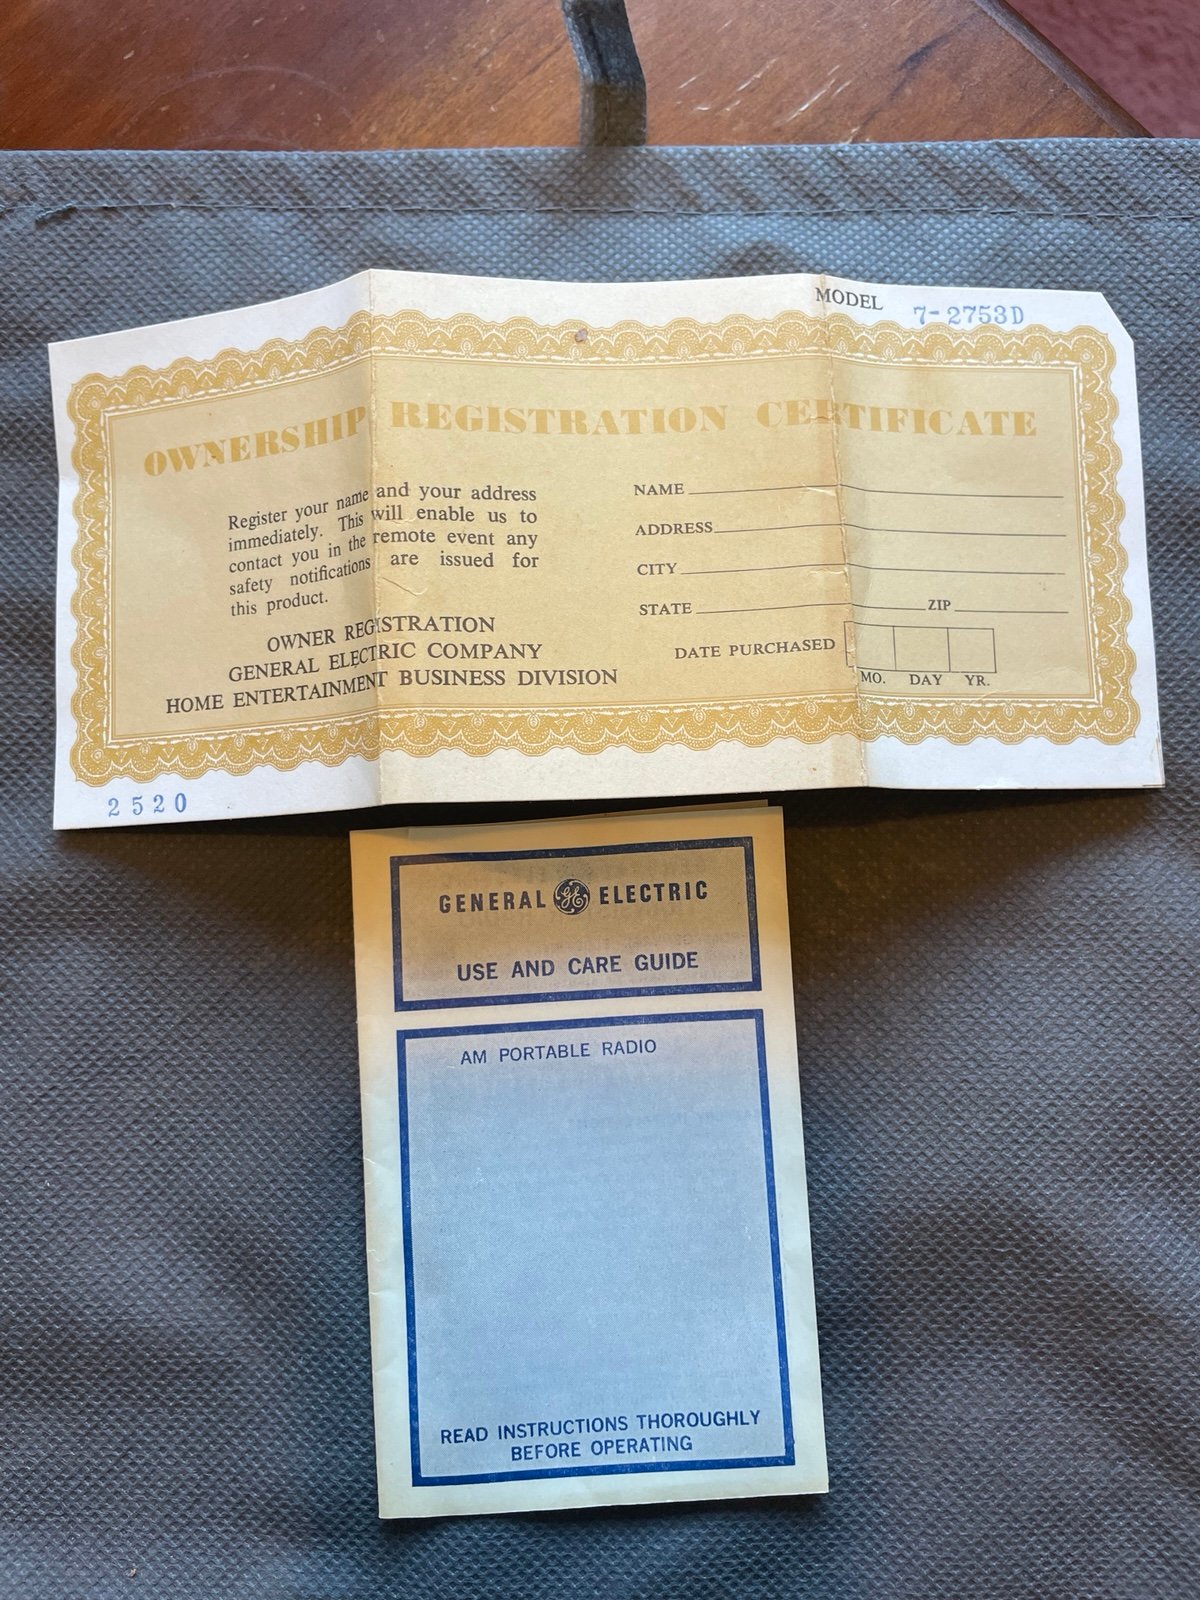 MODEL 7-2753D
OWNERSHIP REGISTRATION CERTIFICATE
Register your name and your address
immediately. This will enable us to
contact you in the remote event any
safety notifications are issued for
this product.
OWNER REGISTRATION
GENERAL ELECTRIC COMPANY
HOME ENTERTAINMENT BUSINESS DIVISION
NAME
ADDRESS
CITY
STATE ZIP
DATE PURCHASED
MO. DAY YR.
2520
GENERAL GE ELECTRIC
USE AND CARE GUIDE
AM PORTABLE RADIO
READ INSTRUCTIONS THOROUGHLY
BEFORE OPERATING